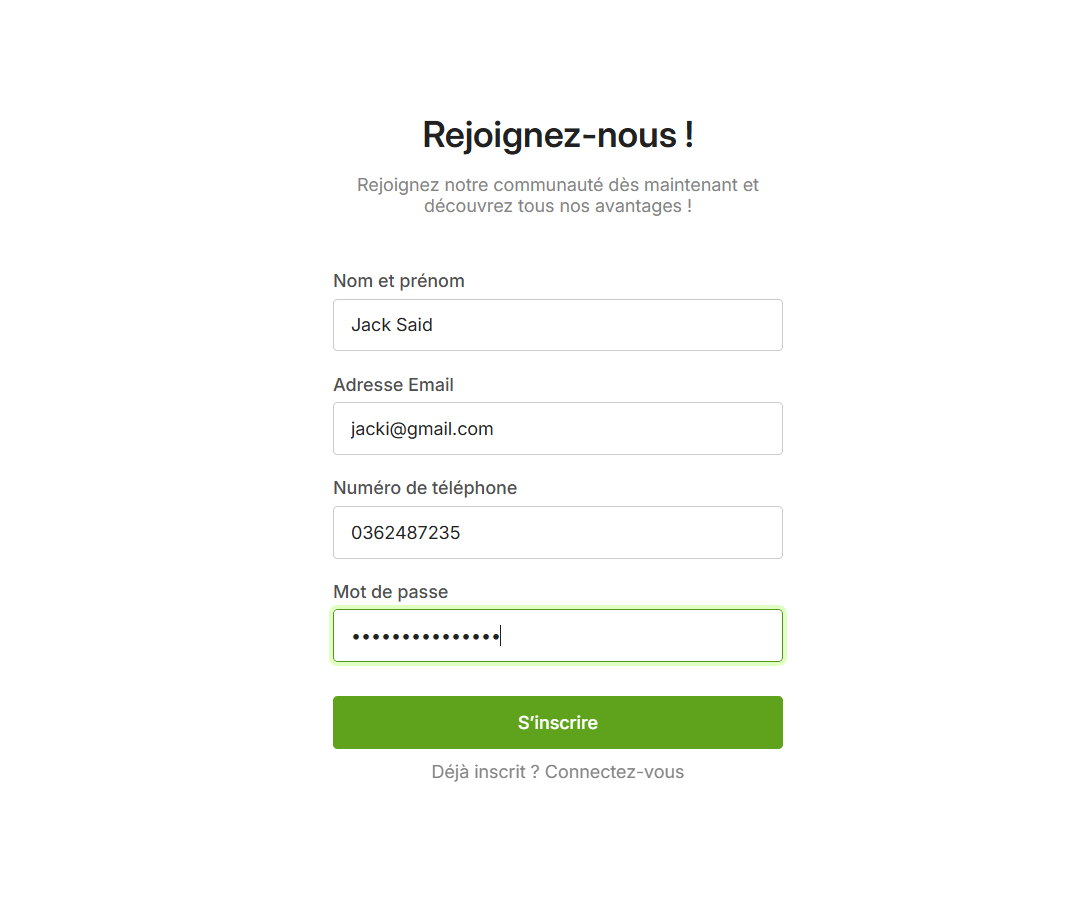 Rejoignez-nous !
Rejoignez notre communauté dès maintenant et
découvrez tous nos avantages !
Nom et prénom
Jack Said
Adresse Email
jacki@gmail.com
Numéro de téléphone
0362487235
Mot de passe
•••••••••••••••
S’inscrire
Déjà inscrit ? Connectez-vous